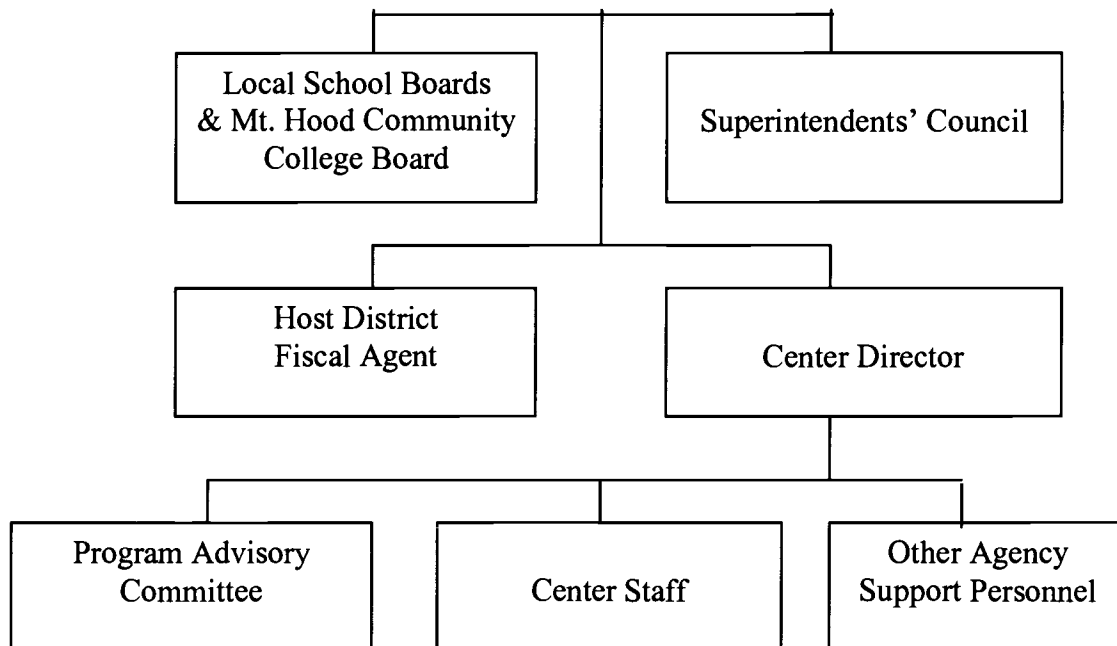 Local School Boards
& Mt. Hood Community
College Board
Superintendents’ Council
Host District
Fiscal Agent
Center Director
Program Advisory
Committee
Center Staff
Other Agency
Support Personnel